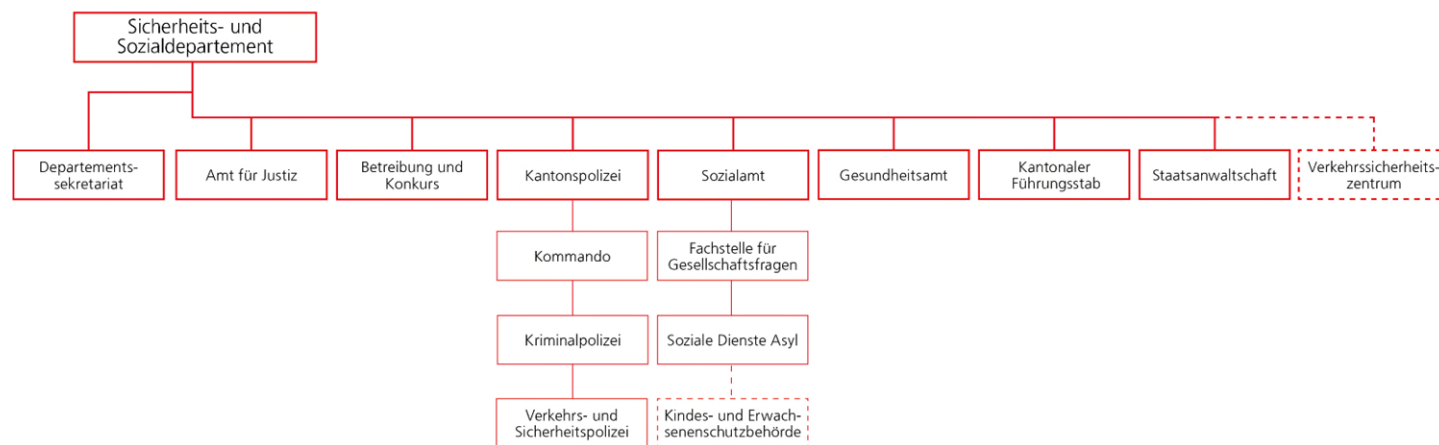 Sicherheits- und
Sozialdepartement
Departements-
sekretariat
Amt für Justiz
Betreibung und
Konkurs
Kantonspolizei
Sozialamt
Gesundheitsamt
Kantonaler
Führungsstab
Staatsanwaltschaft
Verkehrssicherheits-
zentrum
Kommando
Fachstelle für
Gesellschaftsfragen
Kriminalpolizei
Soziale Dienste Asyl
Verkehrs- und
Sicherheitspolizei
Kindes- und Erwach-
senenschutzbehörde